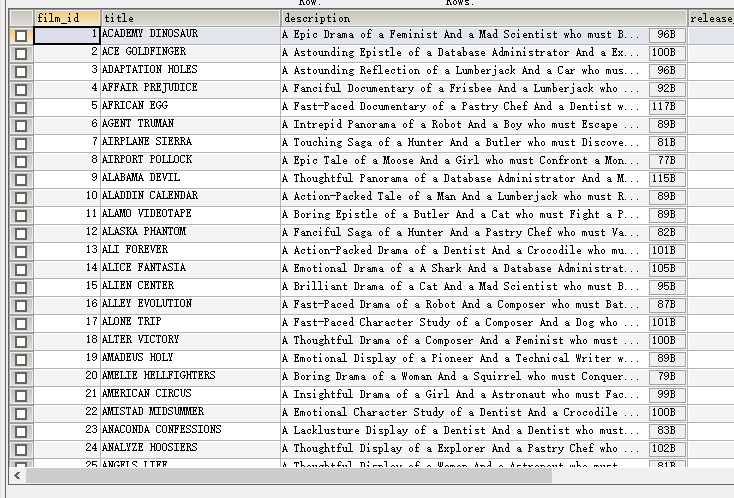 Row: Rows:
film_id title description release_
1 ACADEMY DINOSAUR A Epic Drama of a Feminist And a Mad Scientist who must B... 96B
2 ACE GOLDFINGER A Astounding Epistle of a Database Administrator And a Ex... 100B
3 ADAPTATION HOLES A Astounding Reflection of a Lumberjack And a Car who mus... 96B
4 AFFAIR PREJUDICE A Fanciful Documentary of a Frisbee And a Lumberjack who ... 92B
5 AFRICAN EGG A Fast-Paced Documentary of a Pastry Chef And a Dentist w... 117B
6 AGENT TRUMAN A Intrepid Panorama of a Robot And a Boy who must Escape ... 89B
7 AIRPLANE SIERRA A Touching Saga of a Hunter And a Butler who must Discove... 81B
8 AIRPORT POLLOCK A Epic Tale of a Moose And a Girl who must Confront a Mon... 77B
9 ALABAMA DEVIL A Thoughtful Panorama of a Database Administrator And a M... 115B
10 ALADDIN CALENDAR A Action-Packed Tale of a Man And a Lumberjack who must R... 89B
11 ALAMO VIDEOTAPE A Boring Epistle of a Butler And a Cat who must Fight a P... 89B
12 ALASKA PHANTOM A Fanciful Saga of a Hunter And a Pastry Chef who must Va... 82B
13 ALI FOREVER A Action-Packed Drama of a Dentist And a Crocodile who mu... 101B
14 ALICE FANTASIA A Emotional Drama of a A Shark And a Database Administrat... 105B
15 ALIEN CENTER A Brilliant Drama of a Cat And a Mad Scientist who must B... 95B
16 ALLEY EVOLUTION A Fast-Paced Drama of a Robot And a Composer who must Bat... 87B
17 ALONE TRIP A Fast-Paced Character Study of a Composer And a Dog who ... 101B
18 ALTER VICTORY A Thoughtful Drama of a Composer And a Feminist who must ... 100B
19 AMADEUS HOLY A Emotional Display of a Pioneer And a Technical Writer w... 89B
20 AMELIE HELLFIGHTERS A Boring Drama of a Woman And a Squirrel who must Conquer... 79B
21 AMERICAN CIRCUS A Insightful Drama of a Girl And a Astronaut who must Fac... 99B
22 AMISTAD MIDSUMMER A Emotional Character Study of a Dentist And a Crocodile ... 100B
23 ANACONDA CONFESSIONS A Lacklusture Display of a Dentist And a Dentist who must... 83B
24 ANALYZE HOOSIERS A Thoughtful Display of a Explorer And a Pastry Chef who ... 102B
25 ANGELS LIFE A Thoughtful Display of a Woman And a Astronaut who must... 81B